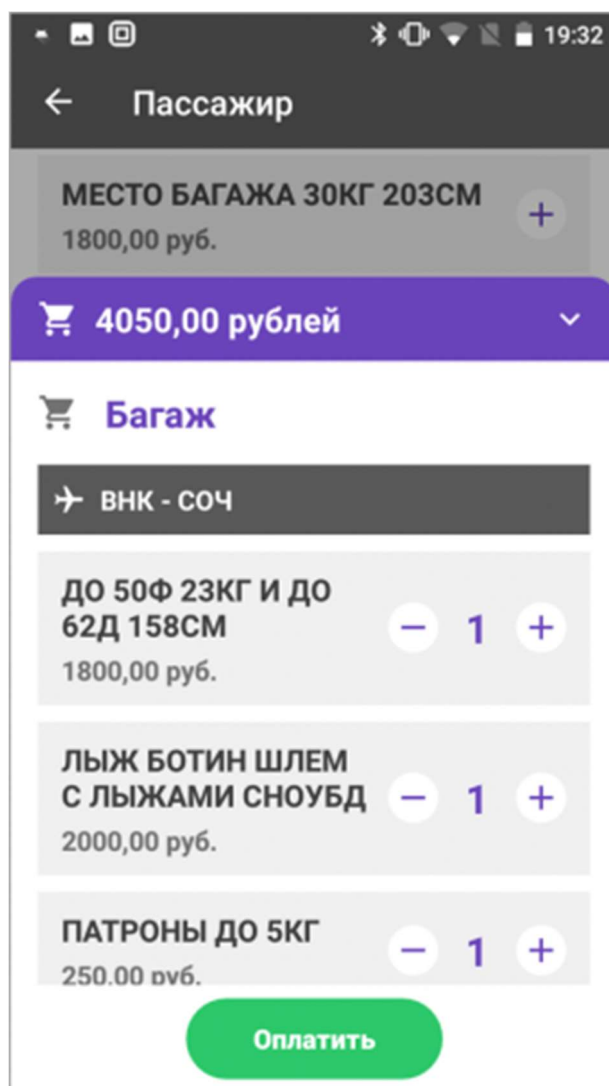 19:32
Пассажир
МЕСТО БАГАЖА 30КГ 203СМ
1800,00 руб.
4050,00 рублей
Багаж
ВНК - СОЧ
ДО 50Ф 23КГ И ДО
62Д 158СМ
1800,00 руб.
1
ЛЫЖ БОТИН ШЛЕМ
С ЛЫЖАМИ СНОУБД
2000,00 руб.
1
ПАТРОНЫ ДО 5КГ
250.00 руб.
1
Оплатить